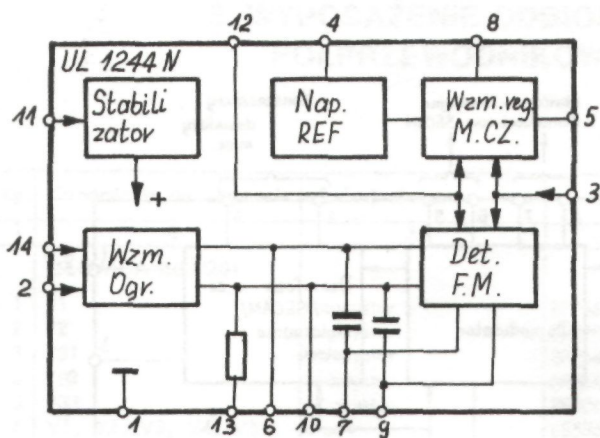 12 4 8
UL 1244 N
11
Stabili
zator
Nap.
REF
Wzm.reg.
M.CZ.
5
+
3
14
2
Wzm.
Ogr.
Det.
F.M.
1 13 6 10 7 9